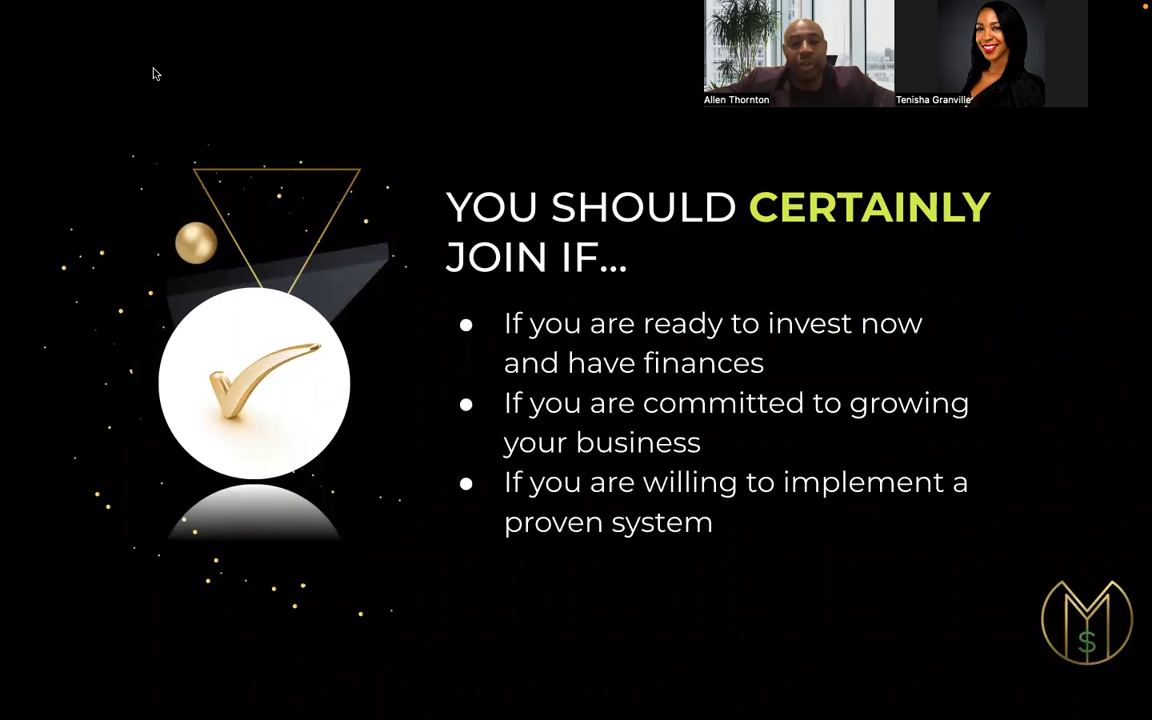 Allen Thornton
Tenisha Granville
YOU SHOULD CERTAINLY
JOIN IF...
● If you are ready to invest now
and have finances
● If you are committed to growing
your business
● If you are willing to implement a
proven system
M
$